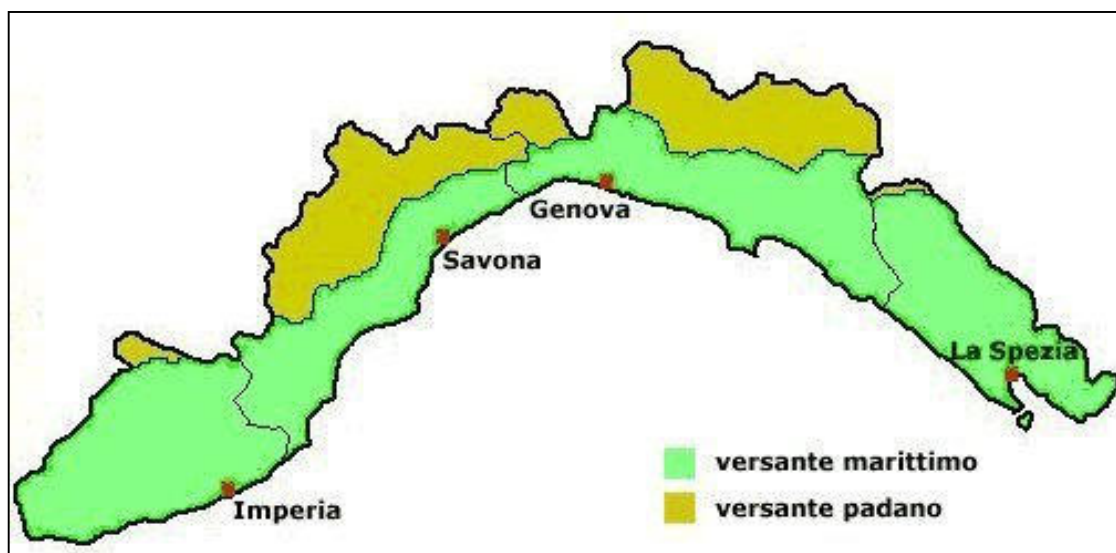 Genova
Savona
La Spezia
Imperia
versante marittimo
versante padano